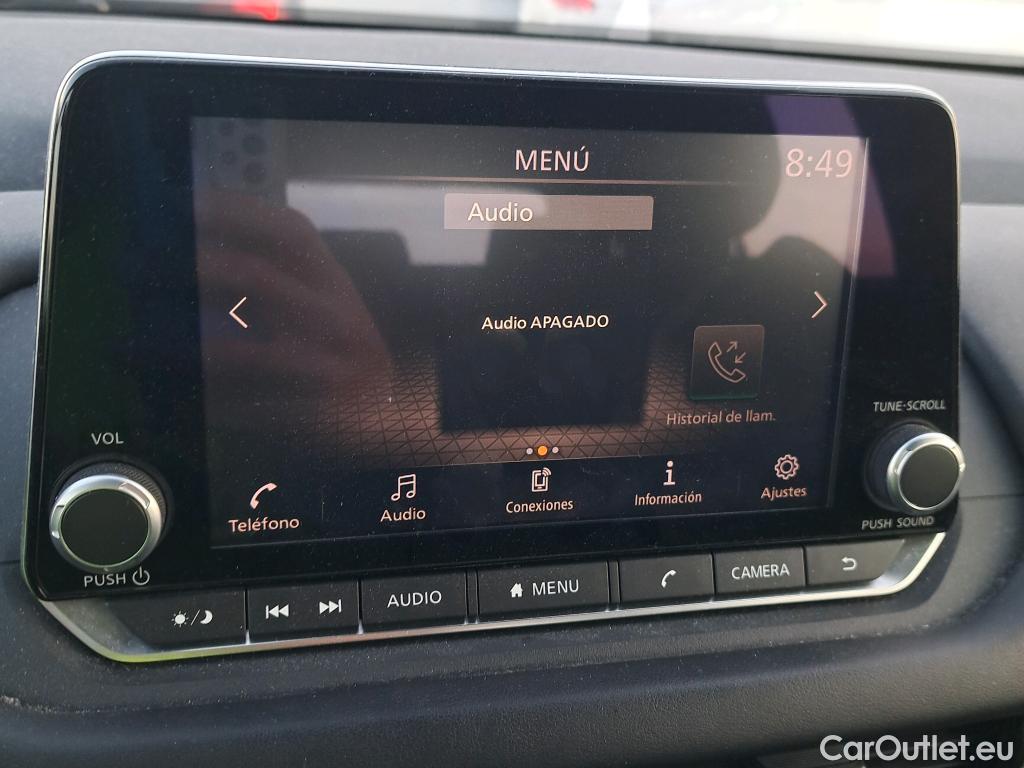 MENÚ
8:49
Audio
Audio APAGADO
Historial de llam.
TUNE·SCROLL
VOL
Teléfono
Audio
Conexiones
Información
Ajustes
PUSH
PUSH SOUND
AUDIO
MENU
CAMERA
CarOutlet.eu